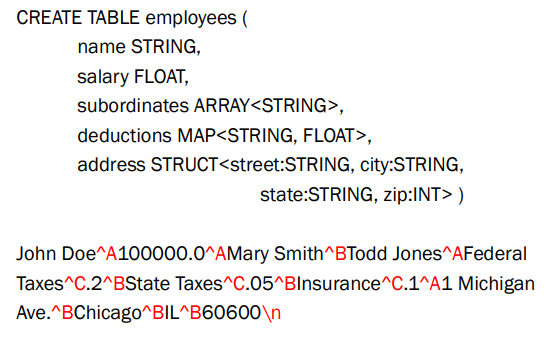 CREATE TABLE employees (
name STRING,
salary FLOAT,
subordinates ARRAY<STRING>,
deductions MAP<STRING, FLOAT>,
address STRUCT<street:STRING, city:STRING,
state:STRING, zip:INT> )
John Doe^A100000.0^AMary Smith^BTodd Jones^AFederal
Taxes^C.2^BState Taxes^C.05^BInsurance^C.1^A1 Michigan
Ave.^BChicago^BIL^B60600\n